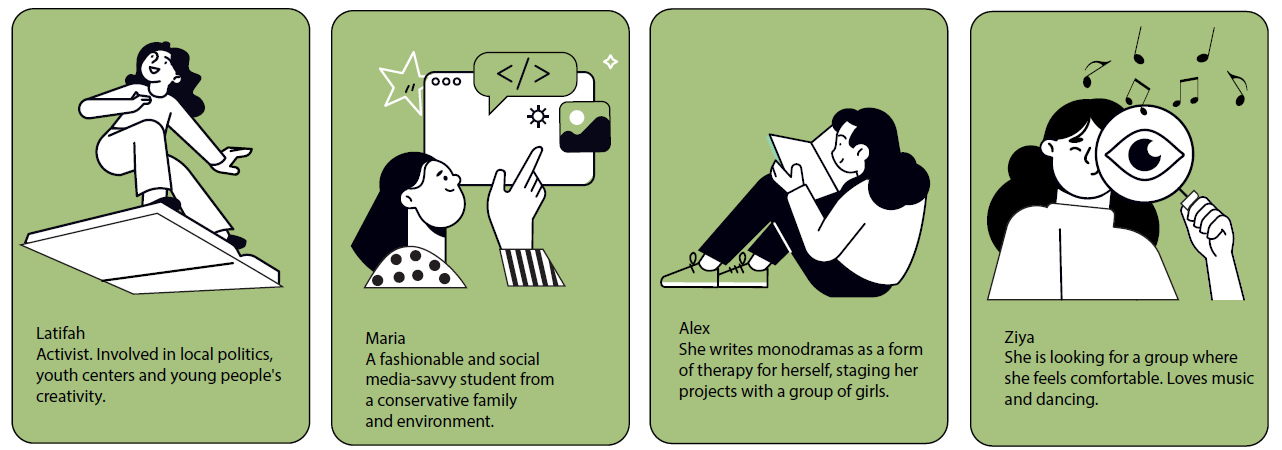 </>
Latifah
Activist. Involved in local politics,
youth centers and young people's
creativity.
Maria
A fashionable and social
media-savvy student from
a conservative family
and environment.
Alex
She writes monodramas as a form
of therapy for herself, staging her
projects with a group of girls.
Ziya
She is looking for a group where
she feels comfortable. Loves music
and dancing.